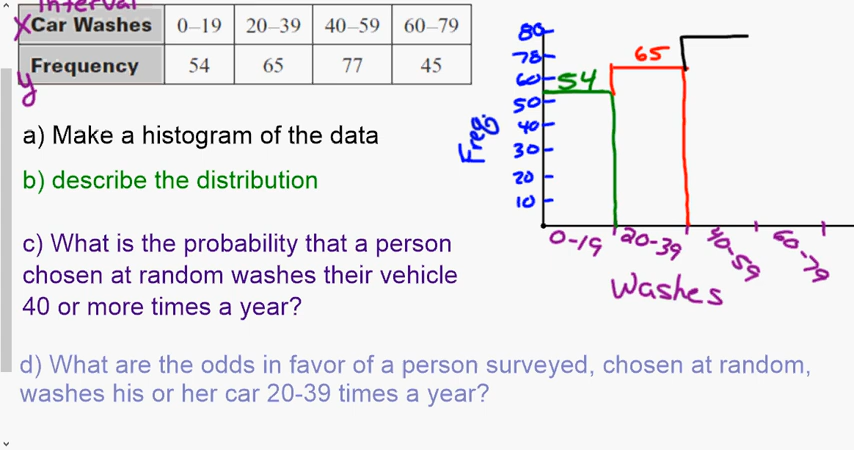 interval
x Car Washes 0–19 20–39 40–59 60–79
y Frequency 54 65 77 45
a) Make a histogram of the data
b) describe the distribution
c) What is the probability that a person
chosen at random washes their vehicle
40 or more times a year?
d) What are the odds in favor of a person surveyed, chosen at random,
washes his or her car 20-39 times a year?
80
78
60
50
40
30
20
10
Freq.
54
65
0-19 20-39 40-59 60-79
Washes